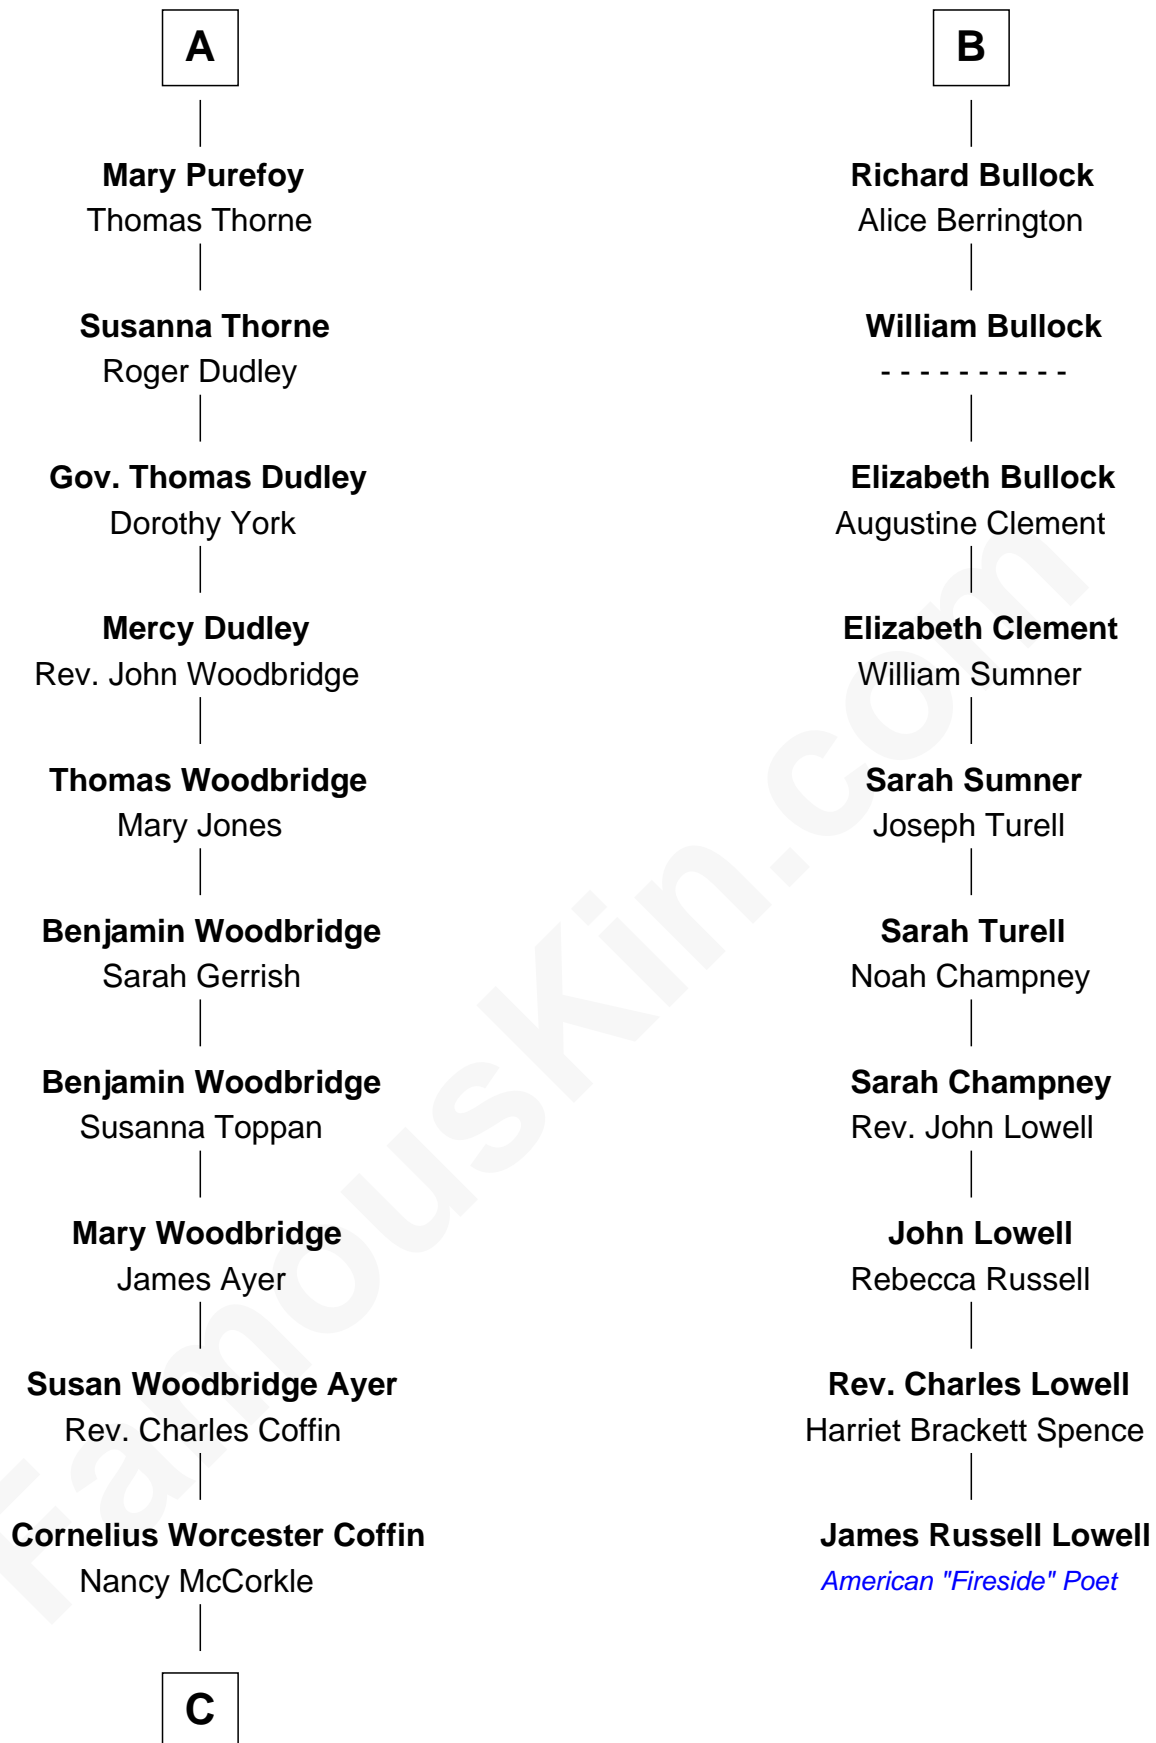 A
Mary Purefoy
Thomas Thorne
Susanna Thorne
Roger Dudley
Gov. Thomas Dudley
Dorothy York
Mercy Dudley
Rev. John Woodbridge
Thomas Woodbridge
Mary Jones
Benjamin Woodbridge
Sarah Gerrish
Benjamin Woodbridge
Susanna Toppan
Mary Woodbridge
James Ayer
Susan Woodbridge Ayer
Rev. Charles Coffin
Cornelius Worcester Coffin
Nancy McCorkle
C
B
Richard Bullock
Alice Berrington
William Bullock
- - - - - - - - - -
Elizabeth Bullock
Augustine Clement
Elizabeth Clement
William Sumner
Sarah Sumner
Joseph Turell
Sarah Turell
Noah Champney
Sarah Champney
Rev. John Lowell
John Lowell
Rebecca Russell
Rev. Charles Lowell
Harriet Brackett Spence
James Russell Lowell
American "Fireside" Poet
FamousKin.com